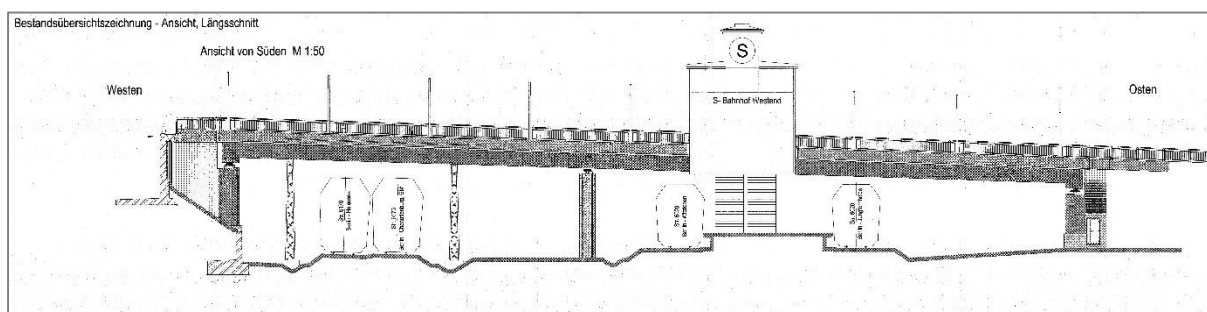 Bestandsübersichtszeichnung - Ansicht, Längsschnitt
Ansicht von Süden M 1:50
S
Westen
S- Bahnhof Westend
Osten